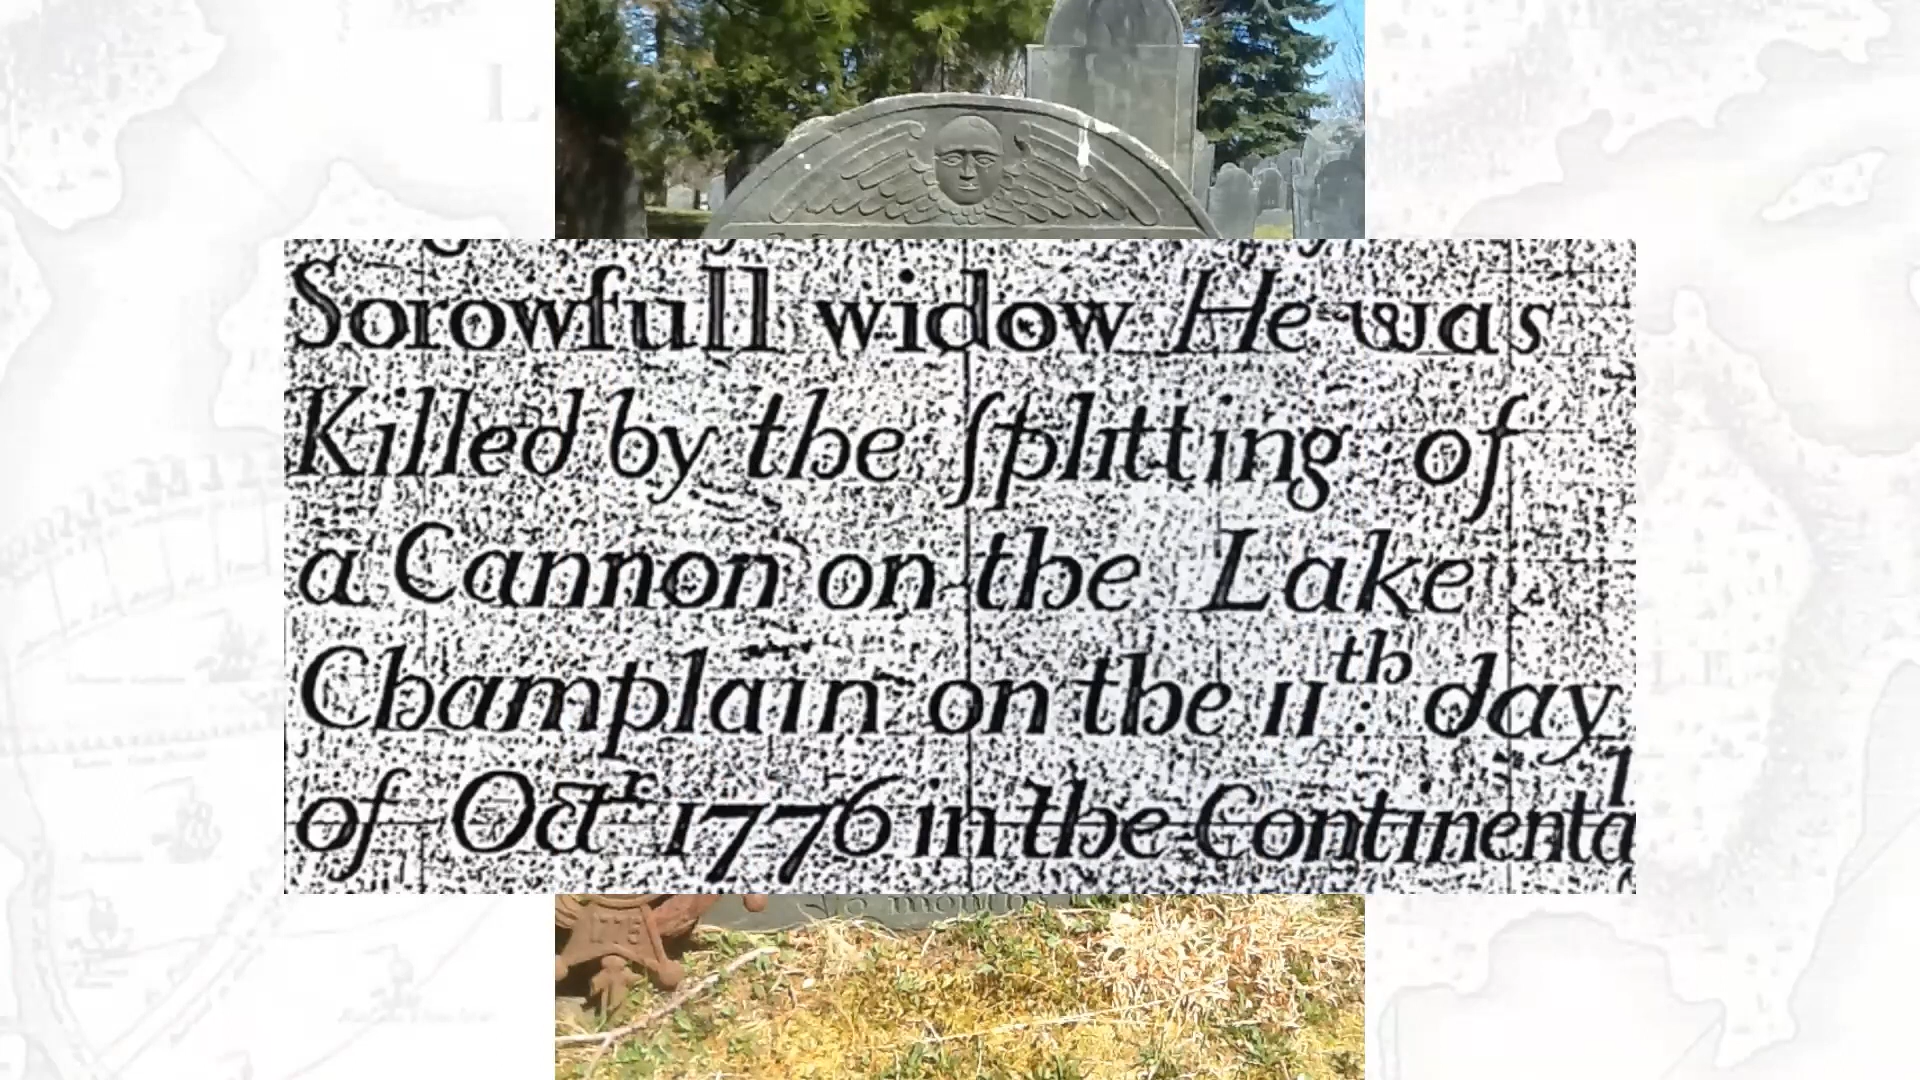 Sorowfull widow He was
Killed by the ſplitting of
a Cannon on the Lake
Champlain on the 11th day
of Octr 1776 in the Continental